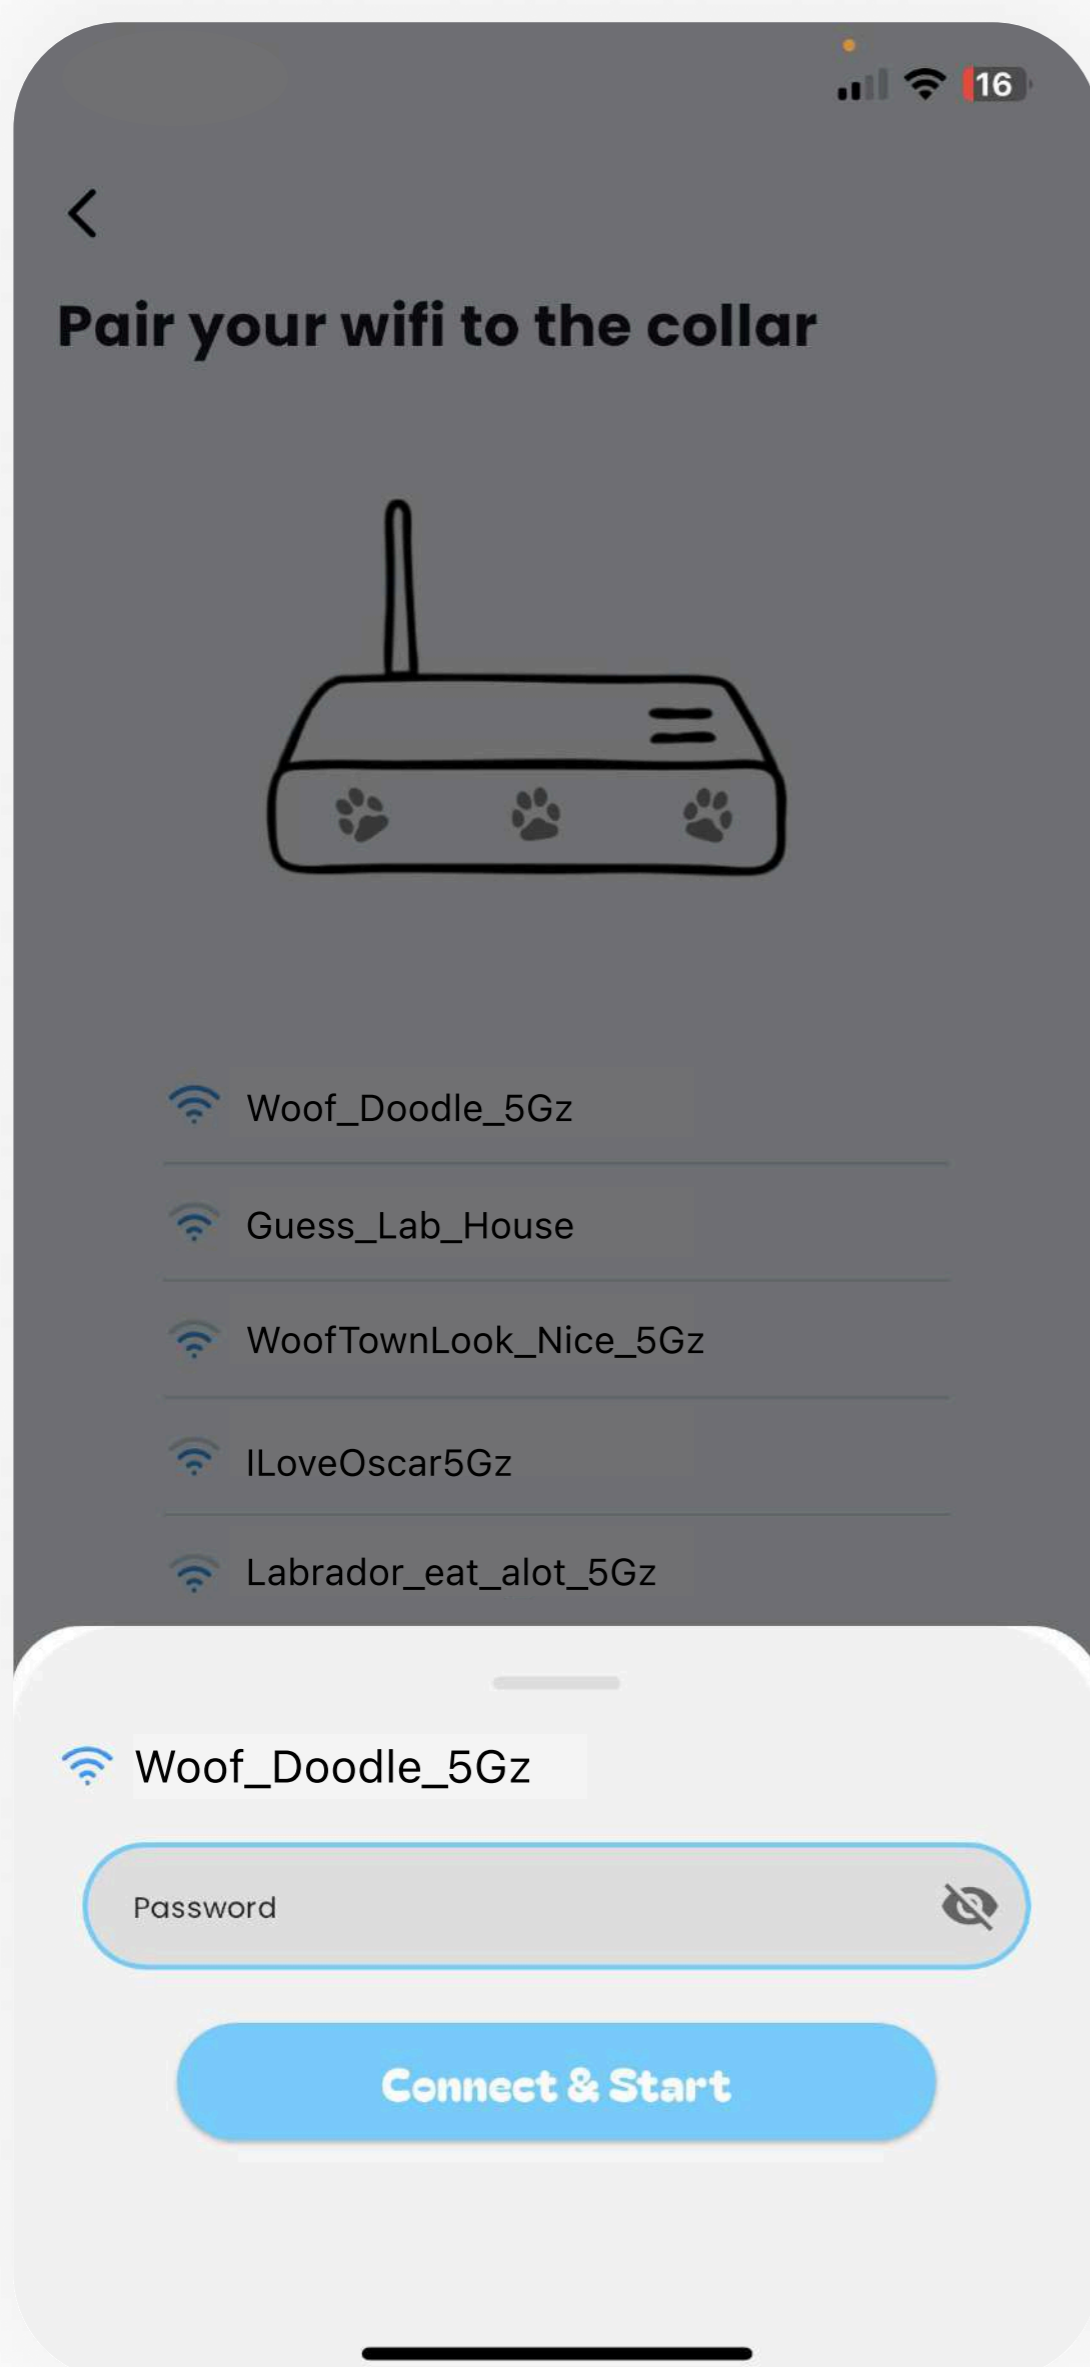 16
Pair your wifi to the collar
Woof_Doodle_5Gz
Guess_Lab_House
WoofTownLook_Nice_5Gz
ILoveOscar5Gz
Labrador_eat_alot_5Gz
Woof_Doodle_5Gz
Password
Connect & Start